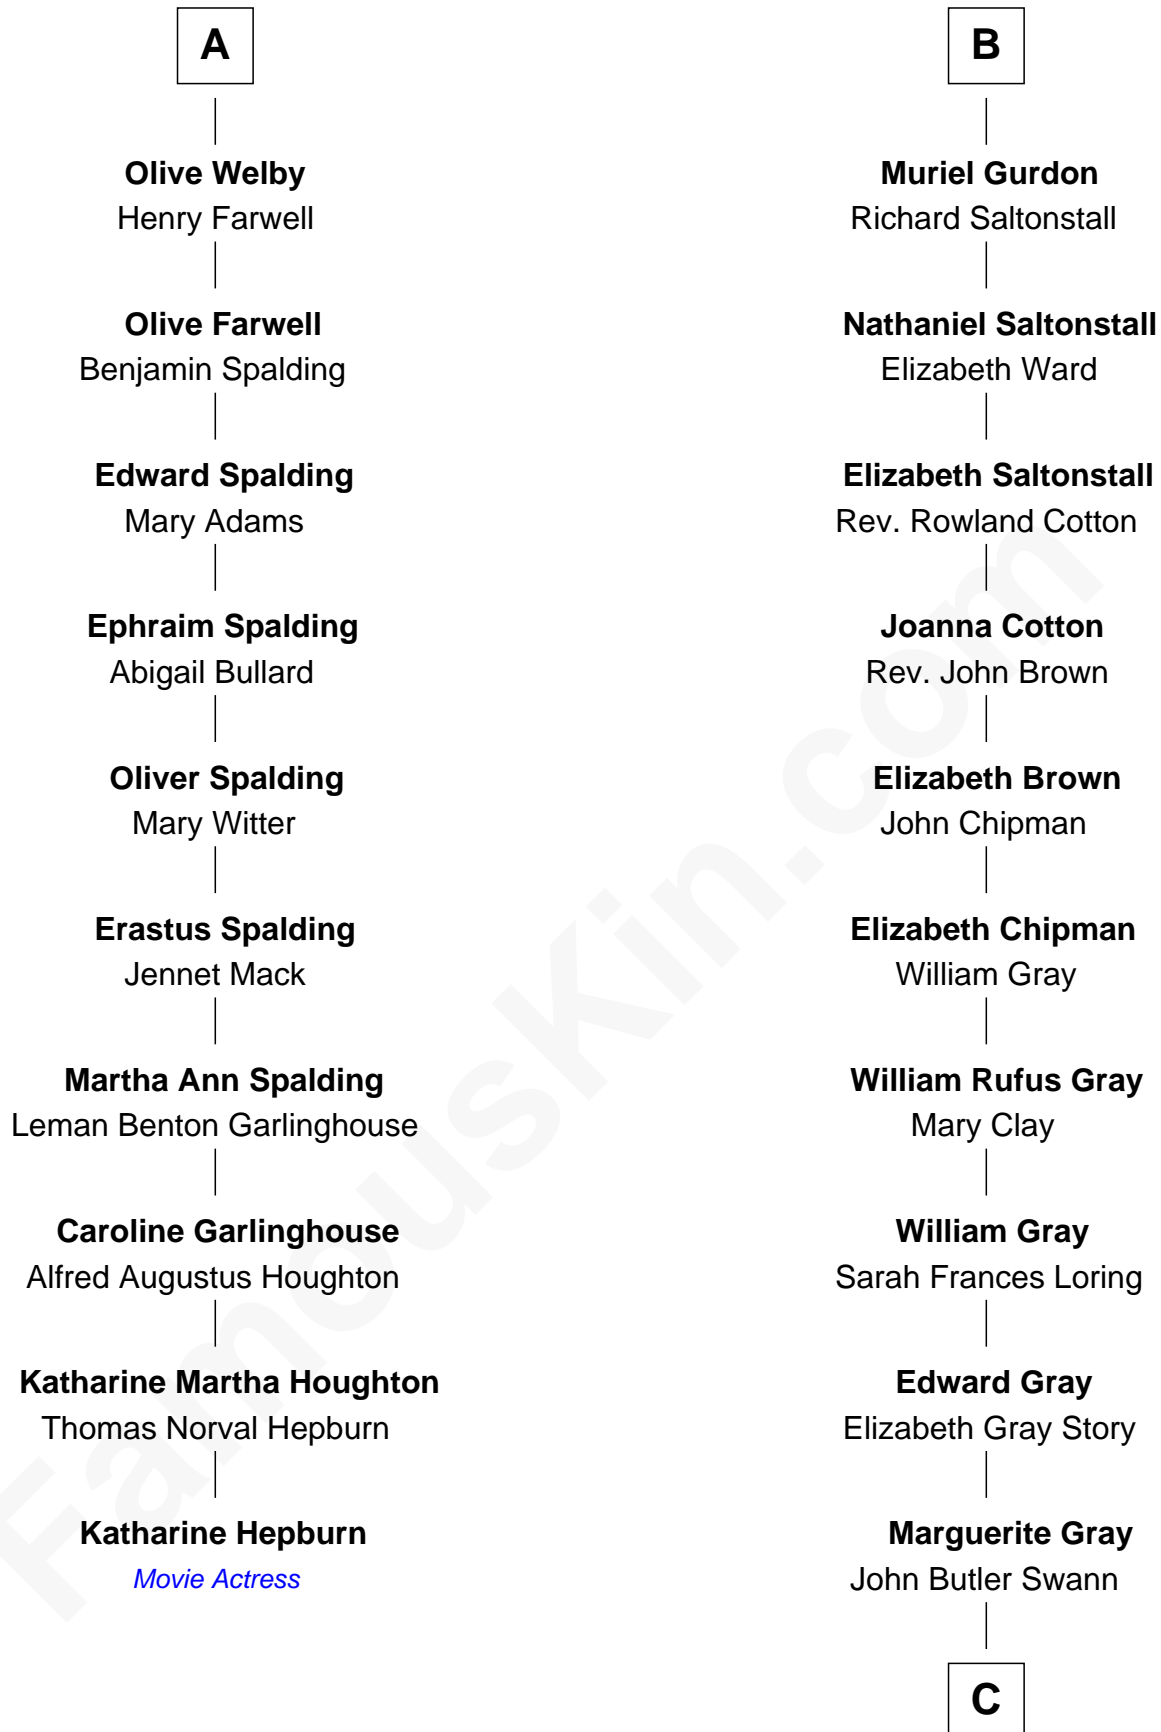 A
Olive Welby
Henry Farwell
Olive Farwell
Benjamin Spalding
Edward Spalding
Mary Adams
Ephraim Spalding
Abigail Bullard
Oliver Spalding
Mary Witter
Erastus Spalding
Jennet Mack
Martha Ann Spalding
Leman Benton Garlinghouse
Caroline Garlinghouse
Alfred Augustus Houghton
Katharine Martha Houghton
Thomas Norval Hepburn
Katharine Hepburn
Movie Actress
B
Muriel Gurdon
Richard Saltonstall
Nathaniel Saltonstall
Elizabeth Ward
Elizabeth Saltonstall
Rev. Rowland Cotton
Joanna Cotton
Rev. John Brown
Elizabeth Brown
John Chipman
Elizabeth Chipman
William Gray
William Rufus Gray
Mary Clay
William Gray
Sarah Frances Loring
Edward Gray
Elizabeth Gray Story
Marguerite Gray
John Butler Swann
C
FamousKin.com